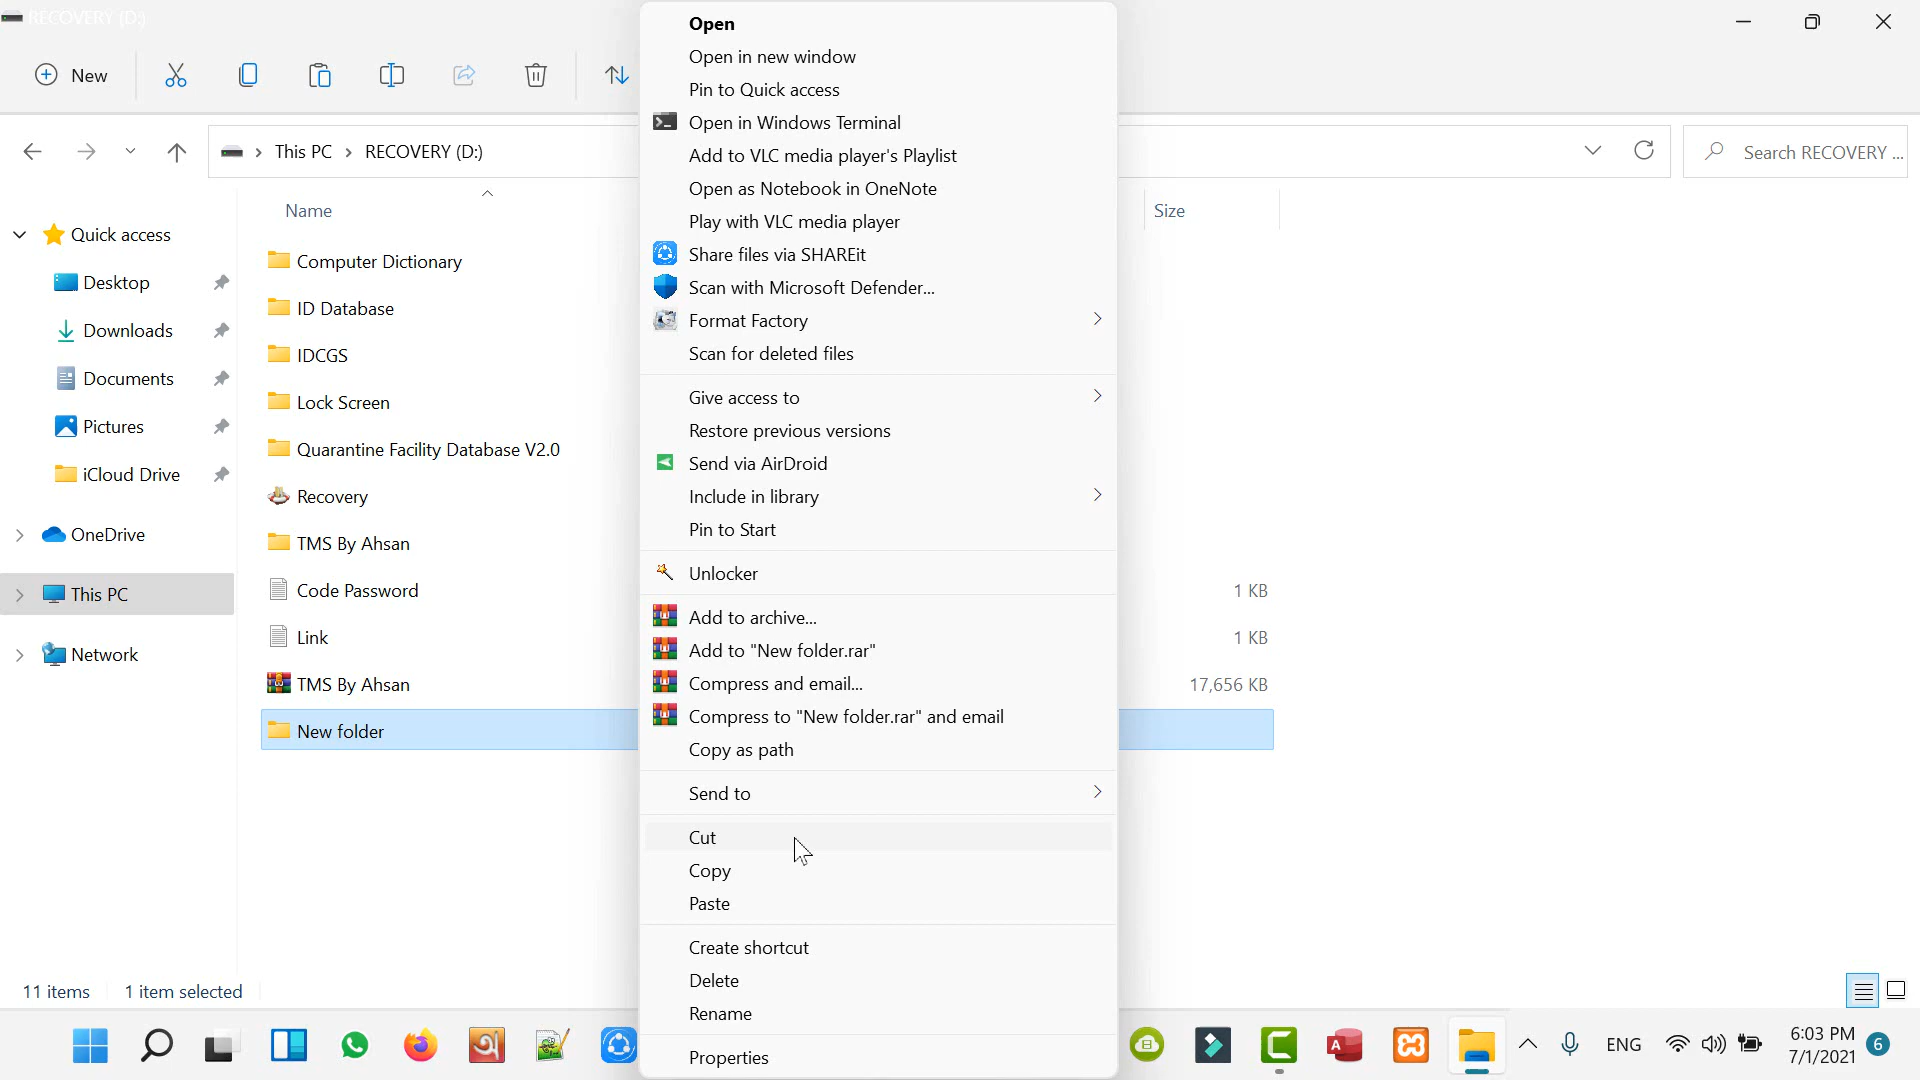 RECOVERY (D:)
New
This PC > RECOVERY (D:)
Search RECOVERY ...
Name
Size
Quick access
Desktop
Downloads
Documents
Pictures
iCloud Drive
OneDrive
This PC
Network
Computer Dictionary
ID Database
IDCGS
Lock Screen
Quarantine Facility Database V2.0
Recovery
TMS By Ahsan
Code Password 1 KB
Link 1 KB
TMS By Ahsan 17,656 KB
New folder
Open
Open in new window
Pin to Quick access
Open in Windows Terminal
Add to VLC media player's Playlist
Open as Notebook in OneNote
Play with VLC media player
Share files via SHAREit
Scan with Microsoft Defender...
Format Factory
Scan for deleted files
Give access to
Restore previous versions
Send via AirDroid
Include in library
Pin to Start
Unlocker
Add to archive...
Add to "New folder.rar"
Compress and email...
Compress to "New folder.rar" and email
Copy as path
Send to
Cut
Copy
Paste
Create shortcut
Delete
Rename
Properties
11 items 1 item selected
ENG
6:03 PM
7/1/2021
6